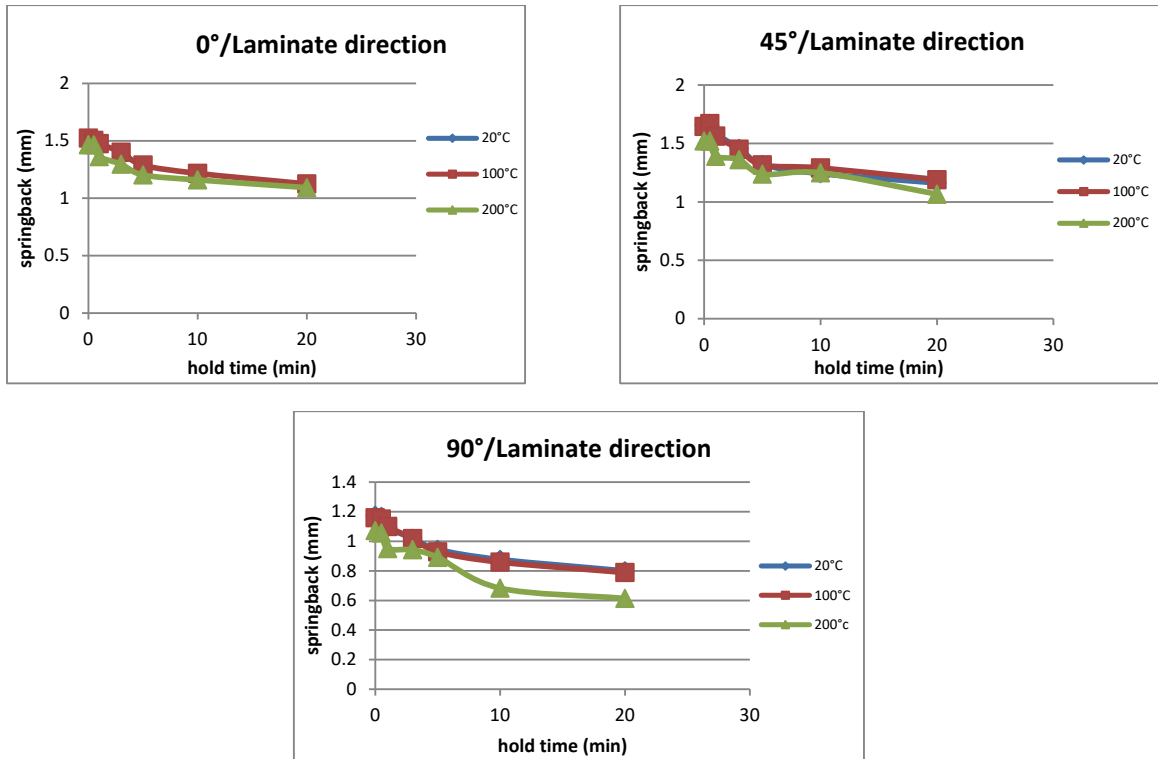 0°/Laminate direction
springback (mm)
2
1.5
1
0.5
0
0 10 20 30
hold time (min)
20°C
100°C
200°C
45°/Laminate direction
springback (mm)
2
1.5
1
0.5
0
0 10 20 30
hold time (min)
20°C
100°C
200°C
90°/Laminate direction
springback (mm)
1.4
1.2
1
0.8
0.6
0.4
0.2
0
0 10 20 30
hold time (min)
20°C
100°C
200°c